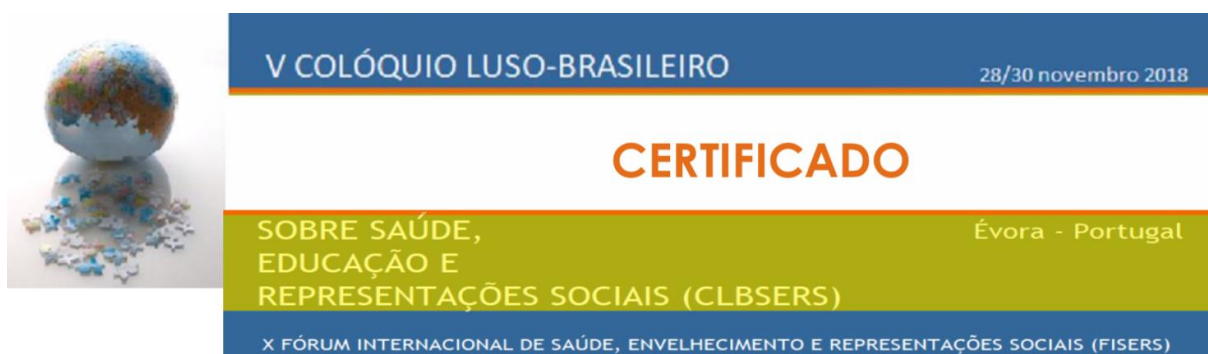 V COLÓQUIO LUSO-BRASILEIRO
28/30 novembro 2018
CERTIFICADO
SOBRE SAÚDE,
Évora - Portugal
EDUCAÇÃO E
REPRESENTAÇÕES SOCIAIS (CLBSERS)
X FÓRUM INTERNACIONAL DE SAÚDE, ENVELHECIMENTO E REPRESENTAÇÕES SOCIAIS (FISERS)